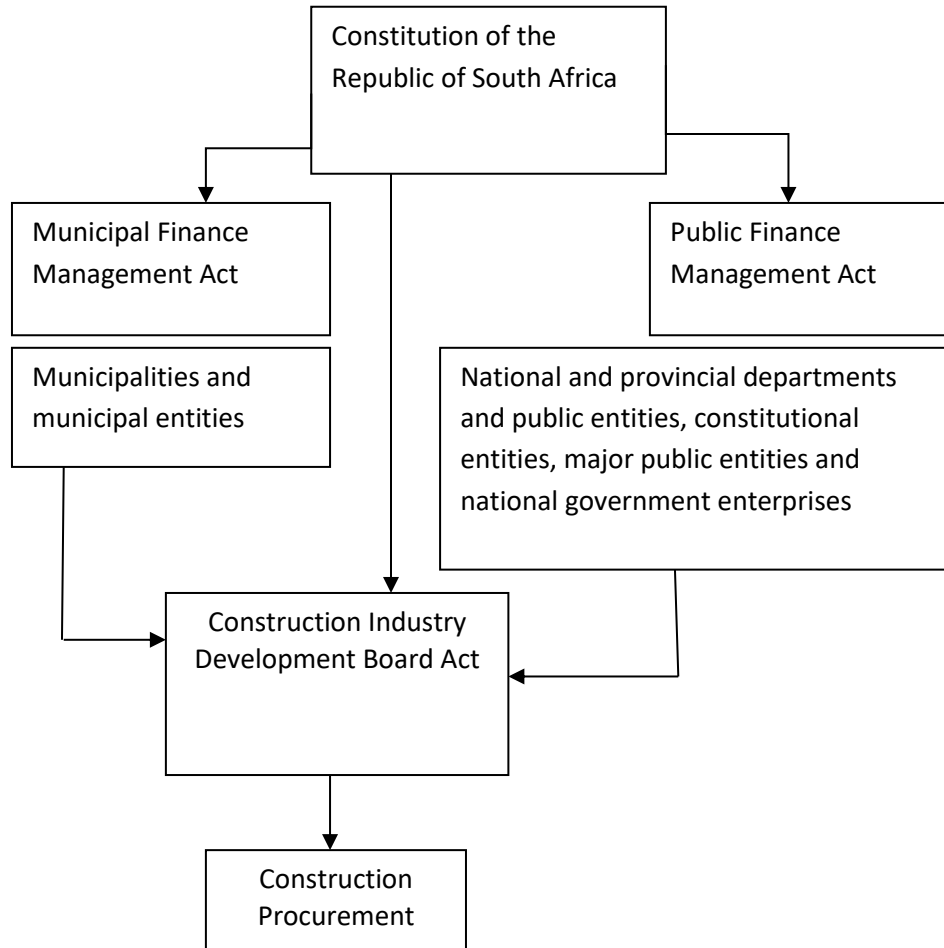 Constitution of the
Republic of South Africa
Municipal Finance
Management Act
Public Finance
Management Act
Municipalities and
municipal entities
National and provincial departments
and public entities, constitutional
entities, major public entities and
national government enterprises
Construction Industry
Development Board Act
Construction
Procurement